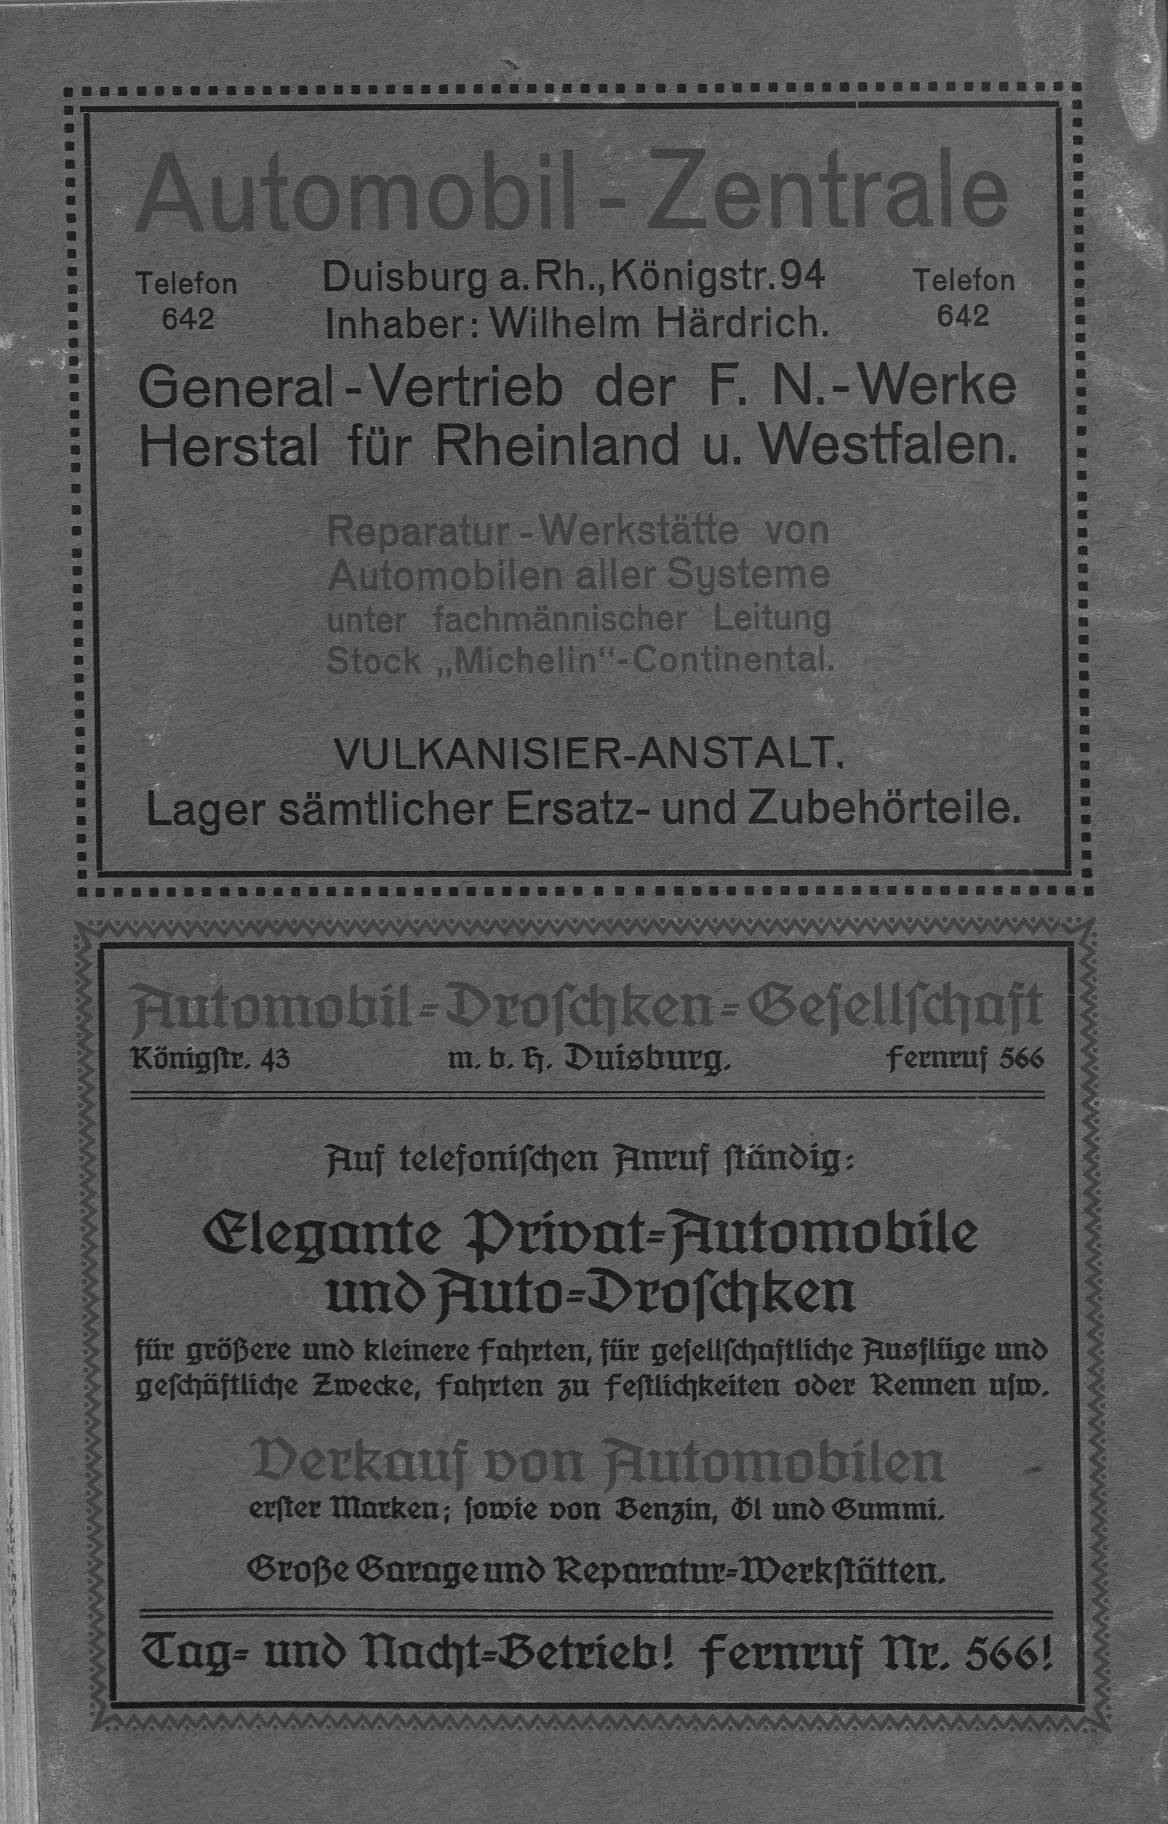 Automobil-Zentrale
Telefon 642
Duisburg a. Rh., Königstr. 94
Inhaber: Wilhelm Härdrich.
Telefon 642
General-Vertrieb der F. N.-Werke
Herstal für Rheinland u. Westfalen.
Reparatur-Werkstätte von
Automobilen aller Systeme
unter fachmännischer Leitung
Stock „Michelin“-Continental.
VULKANISIER-ANSTALT.
Lager sämtlicher Ersatz- und Zubehörteile.
Automobil-Droſchken-Geſellſchaft
Königſtr. 43 m. b. H. Duisburg. Fernruf 566
Auf telefoniſchen Anruf ſtändig:
Elegante Privat-Automobile
und Auto-Droſchken
für größere und kleinere Fahrten, für geſellſchaftliche Ausflüge und
geſchäftliche Zwecke, Fahrten zu Feſtlichkeiten oder Rennen uſw.
Verkauf von Automobilen
erſter Marken; ſowie von Benzin, Öl und Gummi.
Große Garage und Reparatur-Werkſtätten.
Tag- und Nacht-Betrieb! Fernruf Nr. 566!